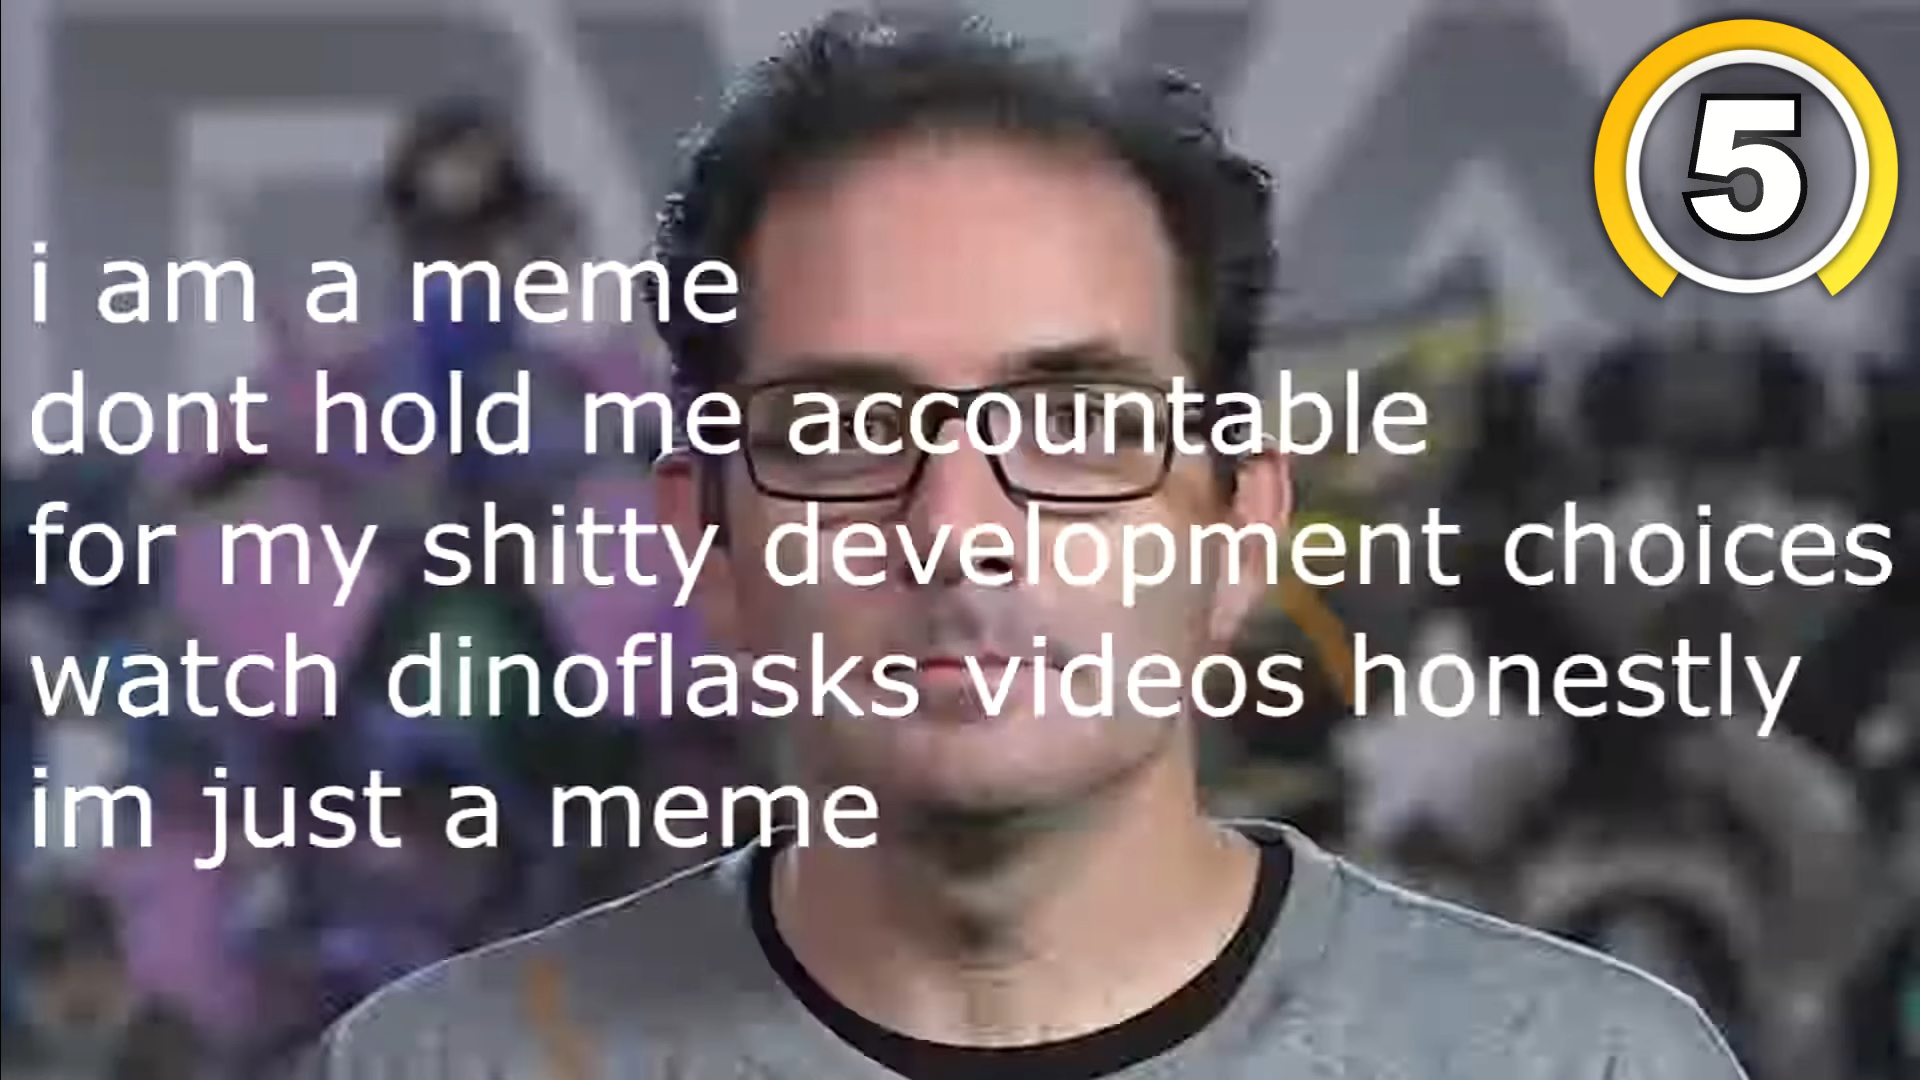 5
i am a meme
dont hold me accountable
for my shitty development choices
watch dinoflasks videos honestly
im just a meme